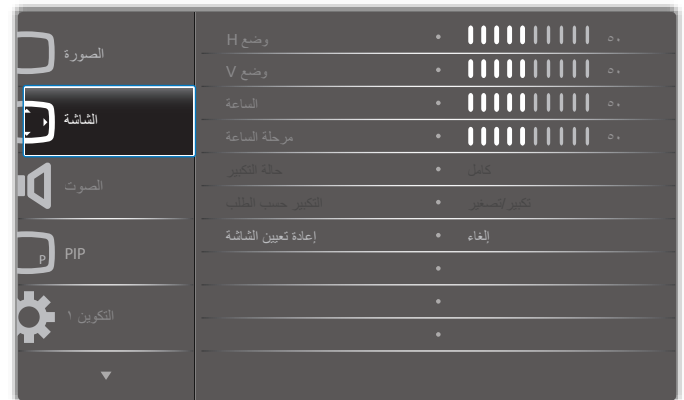 الصورة
الشاشة
الصوت
PIP
P
التكوين ١
وضع H • ٥٠
وضع V • ٥٠
الساعة • ٥٠
مرحلة الساعة • ٥٠
حالة التكبير • كامل
التكبير حسب الطلب • تكبير/تصغير
إعادة تعيين الشاشة • إلغاء